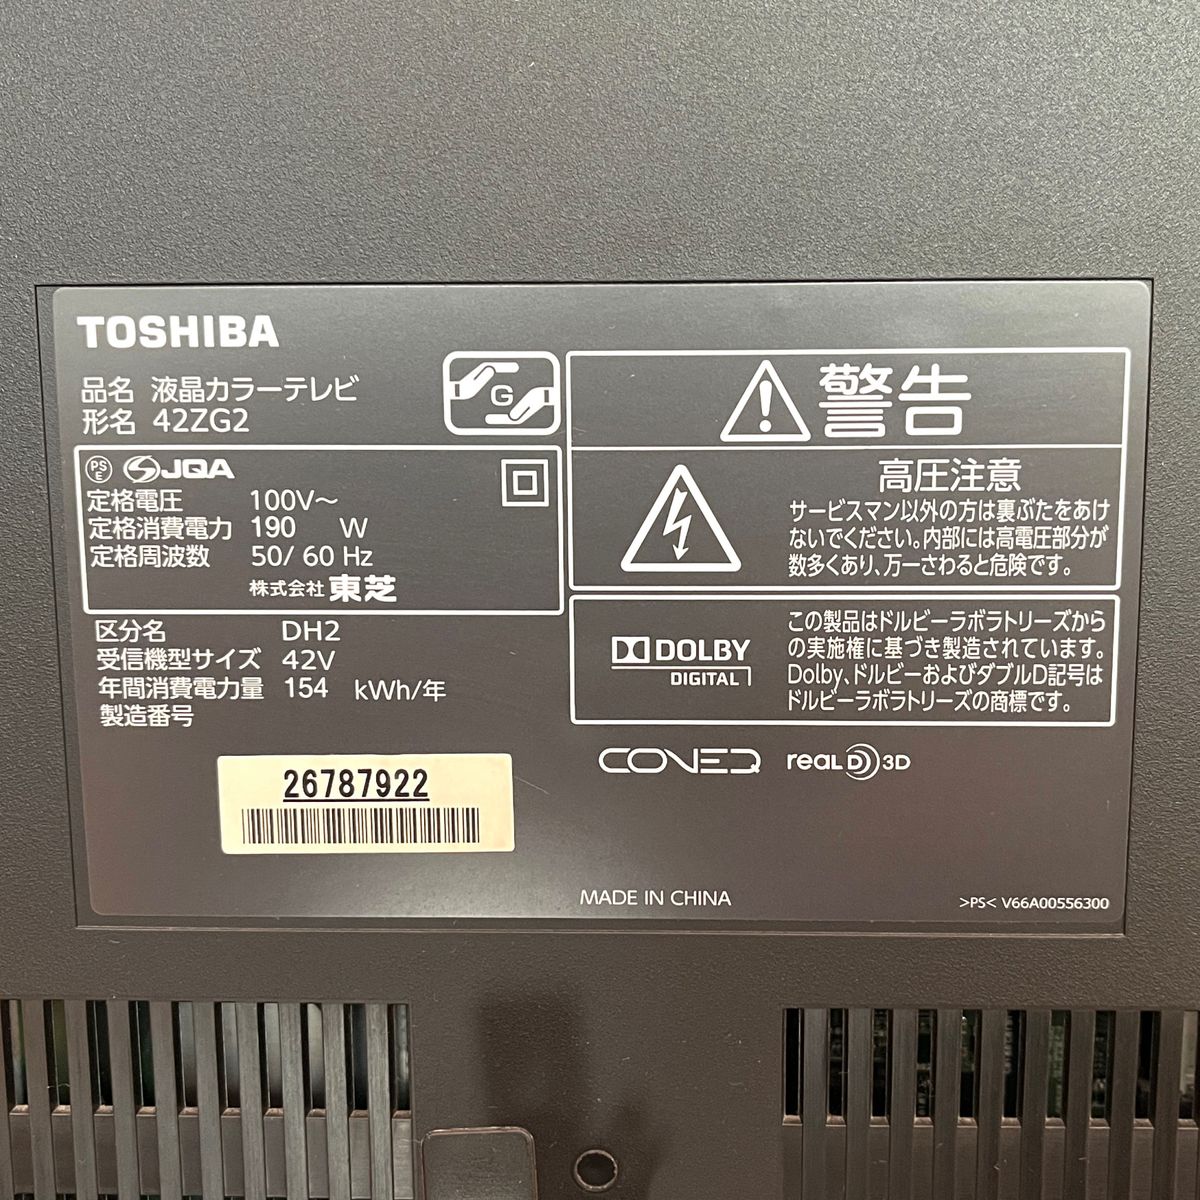 TOSHIBA
品名 液晶カラーテレビ
形名 42ZG2
G
PS
E
JQA
定格電圧 100V～
定格消費電力 190 W
定格周波数 50/ 60 Hz
株式会社 東芝
区分名 DH2
受信機型サイズ 42V
年間消費電力量 154 kWh/年
製造番号
26787922
警告
高圧注意
サービスマン以外の方は裏ぶたをあけ
ないでください。内部には高電圧部分が
数多くあり、万一さわると危険です。
DOLBY
DIGITAL
この製品はドルビーラボラトリーズから
の実施権に基づき製造されています。
Dolby、ドルビーおよびダブルD記号は
ドルビーラボラトリーズの商標です。
CONEQ
REAL D 3D
MADE IN CHINA
>PS< V66A00556300